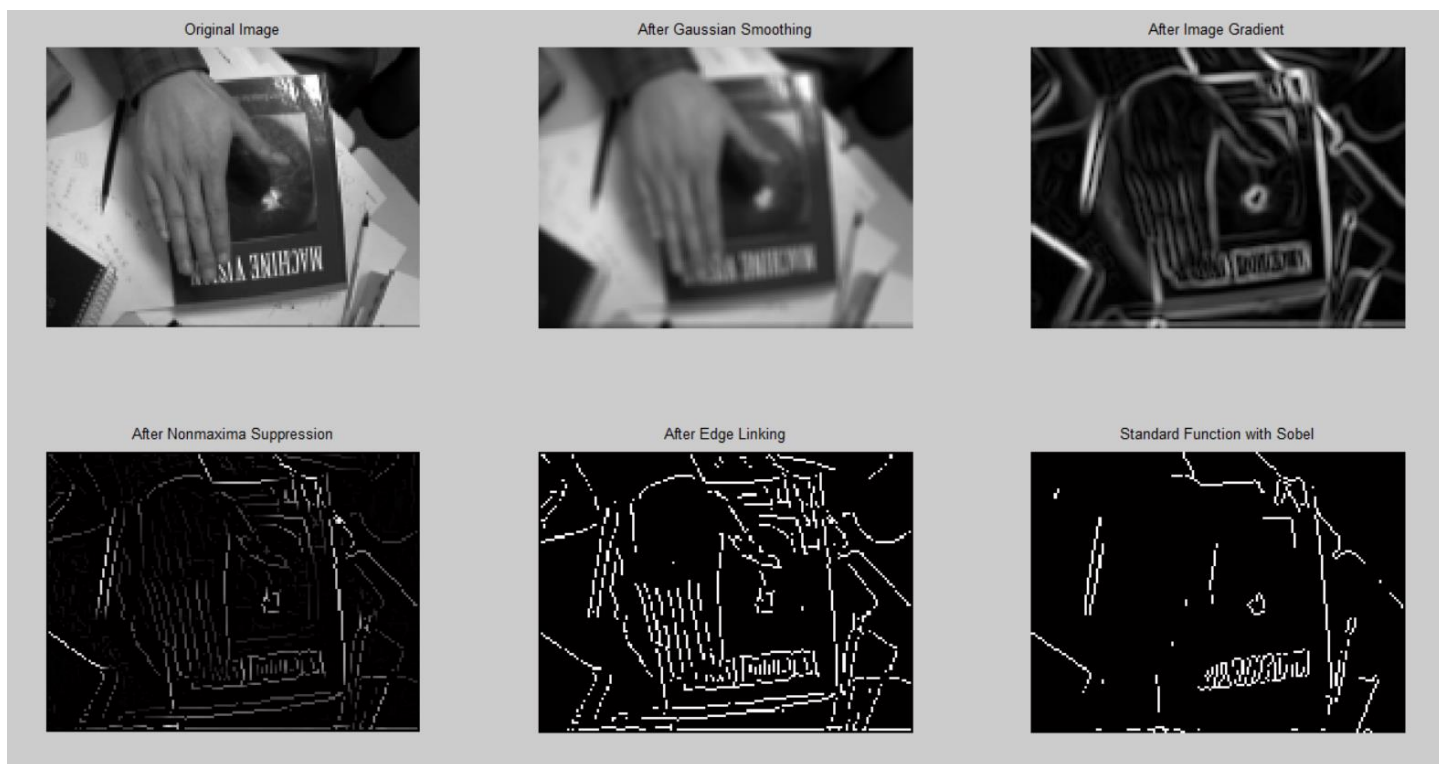 Original Image
After Gaussian Smoothing
After Image Gradient
MACHINE VISION
After Nonmaxima Suppression
After Edge Linking
Standard Function with Sobel